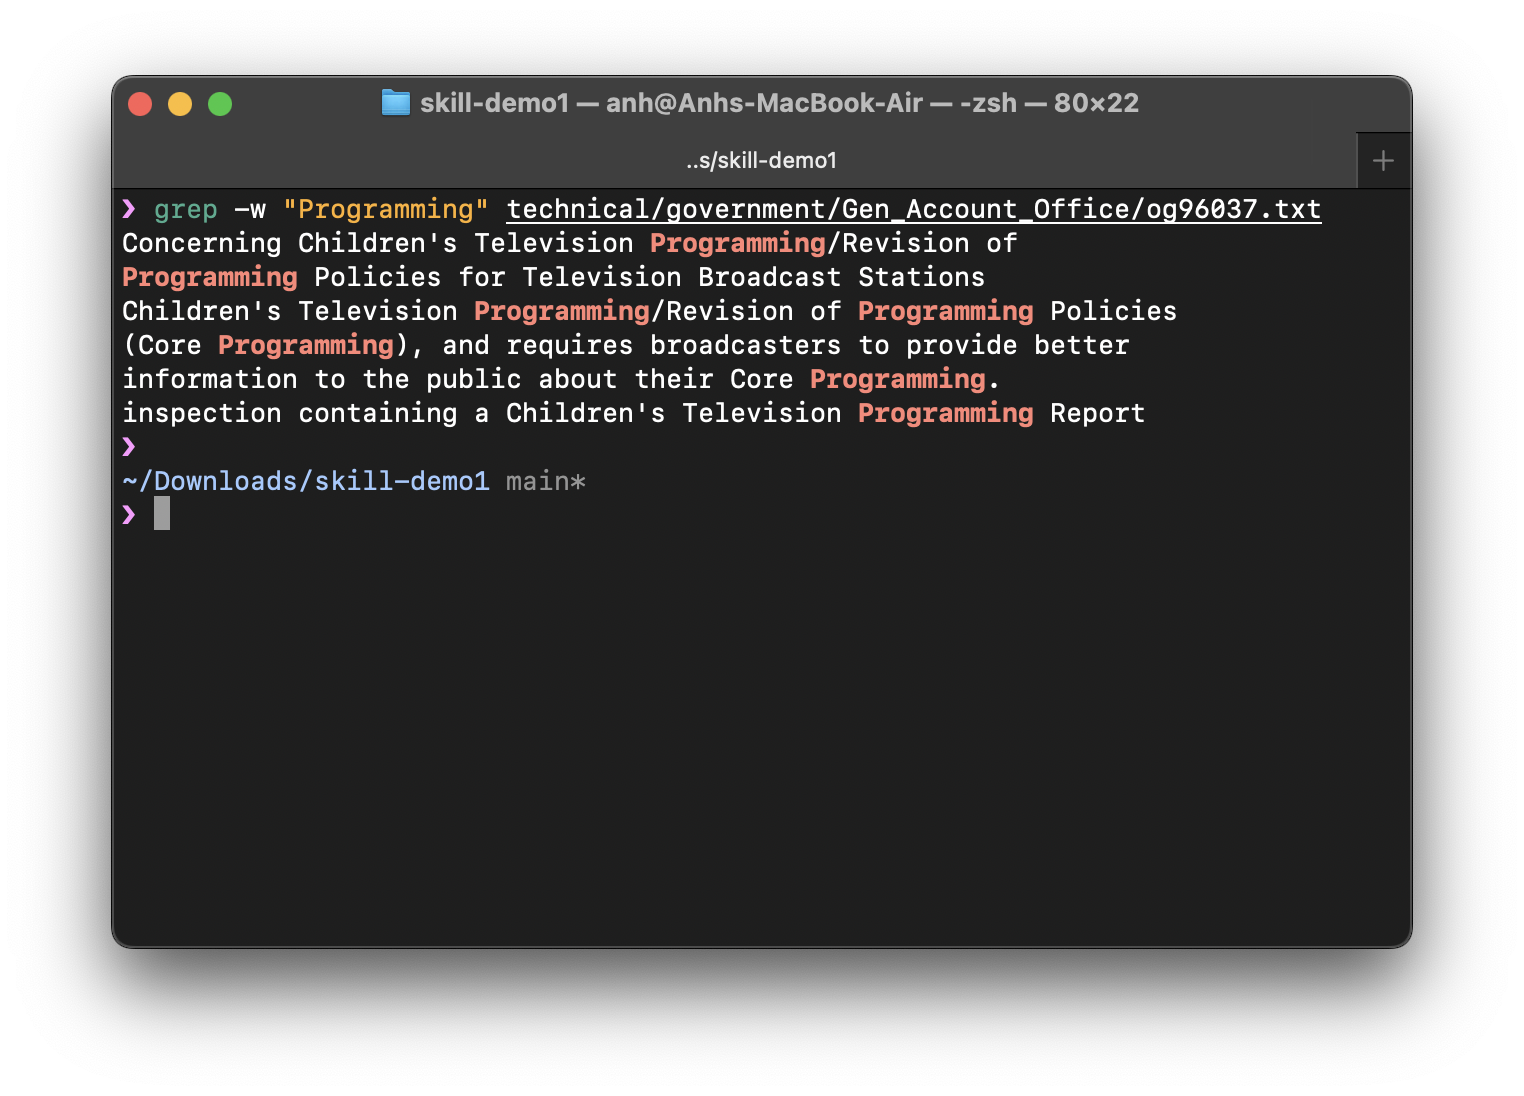 skill-demo1 — anh@Anhs-MacBook-Air — -zsh — 80×22
..s/skill-demo1
❯ grep -w "Programming" technical/government/Gen_Account_Office/og96037.txt
Concerning Children's Television Programming/Revision of
Programming Policies for Television Broadcast Stations
Children's Television Programming/Revision of Programming Policies
(Core Programming), and requires broadcasters to provide better
information to the public about their Core Programming.
inspection containing a Children's Television Programming Report
❯
~/Downloads/skill-demo1 main*
❯